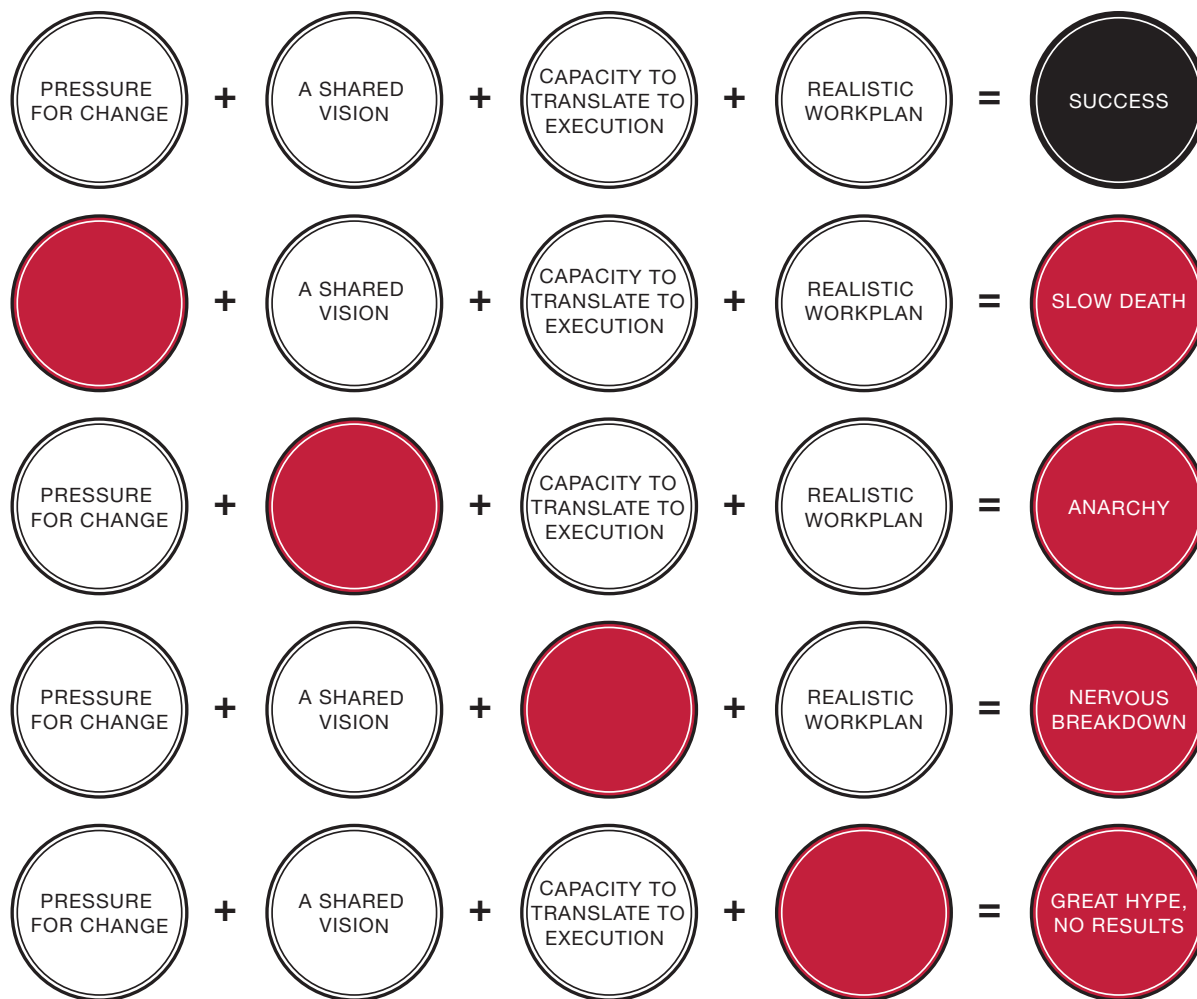 PRESSURE
FOR CHANGE
+
A SHARED
VISION
+
CAPACITY TO
TRANSLATE TO
EXECUTION
+
REALISTIC
WORKPLAN
=
SUCCESS
+
A SHARED
VISION
+
CAPACITY TO
TRANSLATE TO
EXECUTION
+
REALISTIC
WORKPLAN
=
SLOW DEATH
PRESSURE
FOR CHANGE
+
+
CAPACITY TO
TRANSLATE TO
EXECUTION
+
REALISTIC
WORKPLAN
=
ANARCHY
PRESSURE
FOR CHANGE
+
A SHARED
VISION
+
+
REALISTIC
WORKPLAN
=
NERVOUS
BREAKDOWN
PRESSURE
FOR CHANGE
+
A SHARED
VISION
+
CAPACITY TO
TRANSLATE TO
EXECUTION
+
=
GREAT HYPE,
NO RESULTS